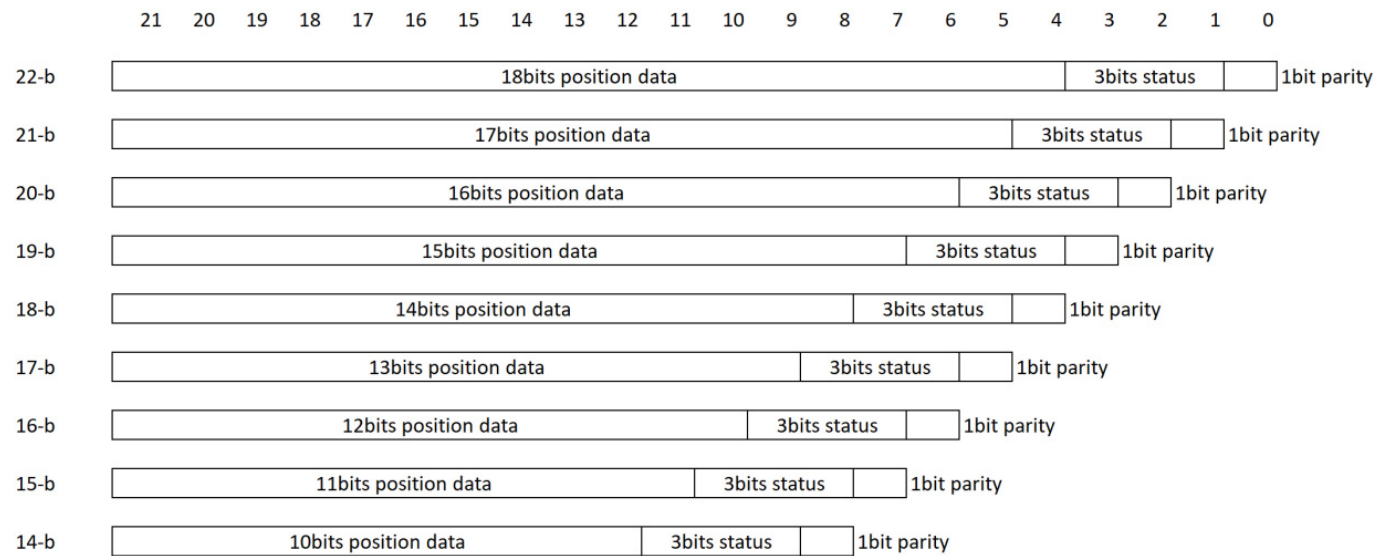 21 20 19 18 17 16 15 14 13 12 11 10 9 8 7 6 5 4 3 2 1 0
22-b 18bits position data 3bits status 1bit parity
21-b 17bits position data 3bits status 1bit parity
20-b 16bits position data 3bits status 1bit parity
19-b 15bits position data 3bits status 1bit parity
18-b 14bits position data 3bits status 1bit parity
17-b 13bits position data 3bits status 1bit parity
16-b 12bits position data 3bits status 1bit parity
15-b 11bits position data 3bits status 1bit parity
14-b 10bits position data 3bits status 1bit parity